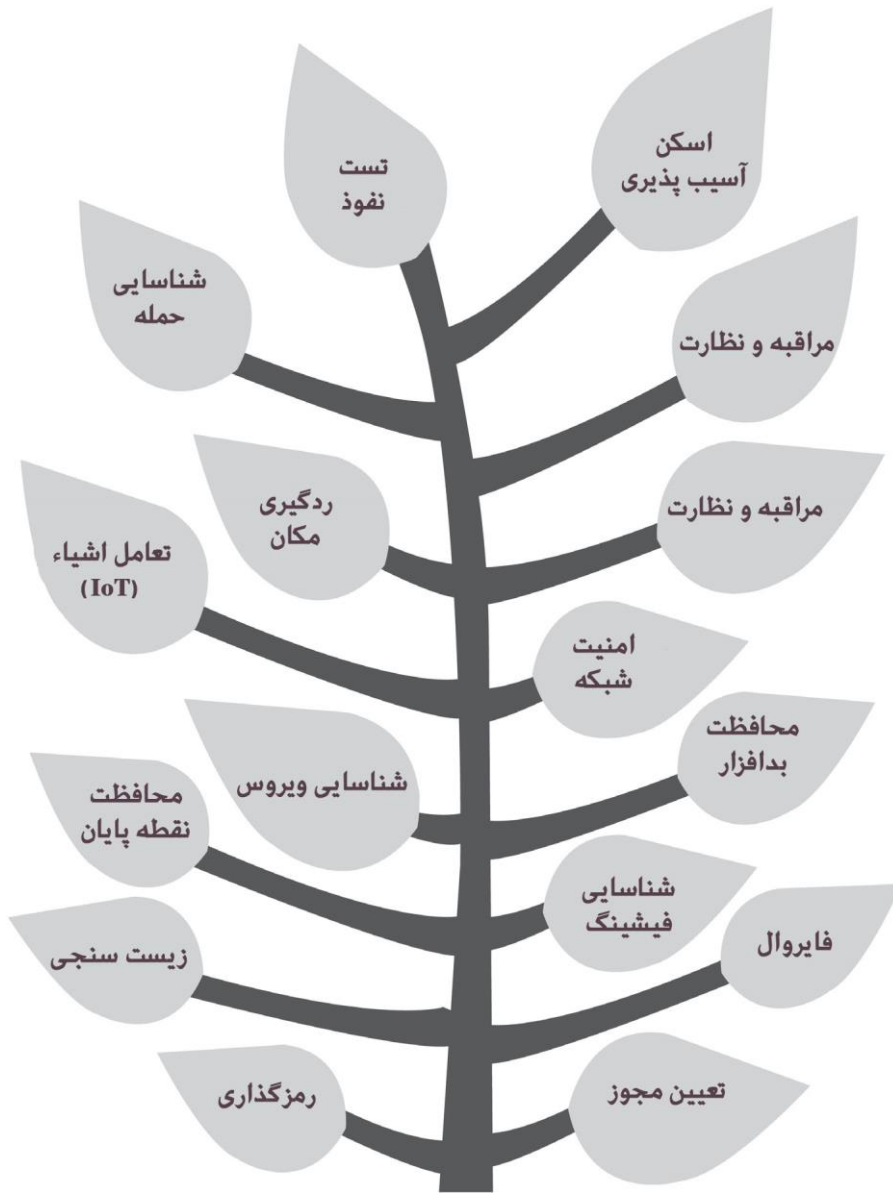 اسکن
آسیب پذیری
تست
نفوذ
شناسایی
حمله
مراقبه و نظارت
ردگیری
مکان
مراقبه و نظارت
تعامل اشیاء
(IoT)
امنیت
شبکه
محافظت
بدافزار
شناسایی ویروس
محافظت
نقطه پایان
شناسایی
فیشینگ
فایروال
زیست سنجی
تعیین مجوز
رمزگذاری